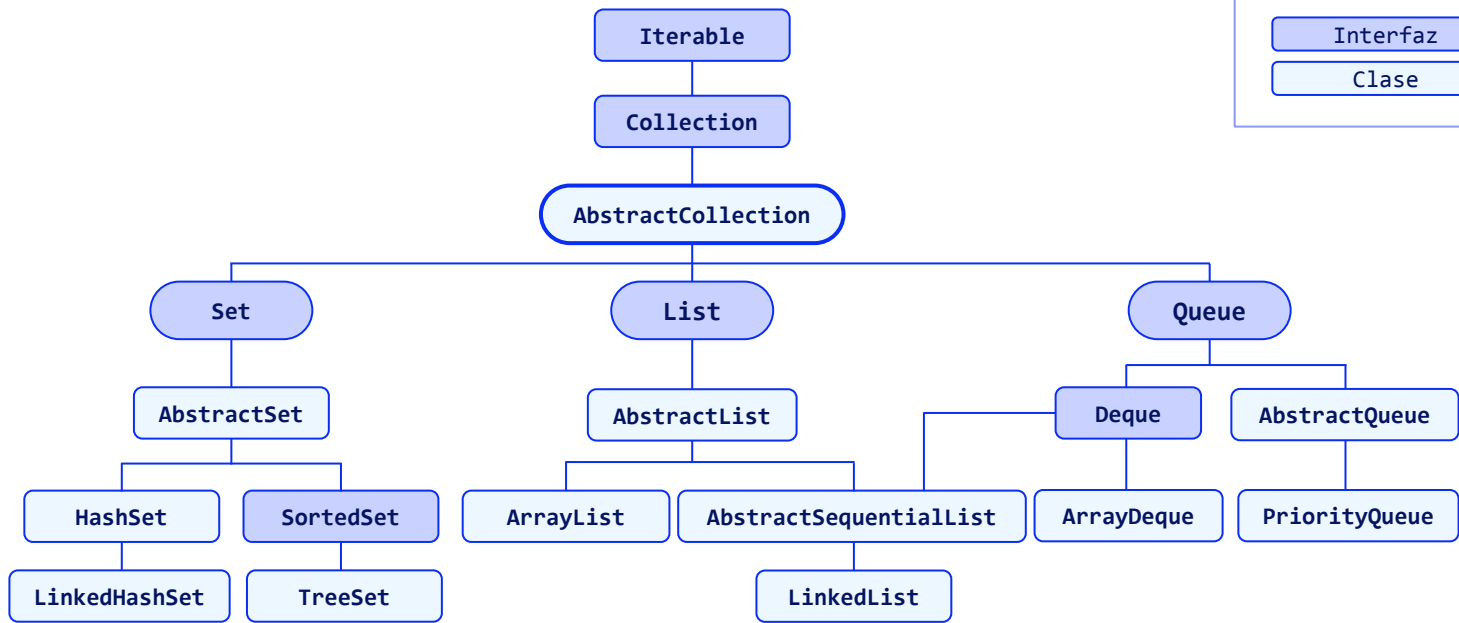 Iterable
Interfaz
Clase
Collection
AbstractCollection
Set
List
Queue
AbstractSet
AbstractList
Deque
AbstractQueue
HashSet
SortedSet
ArrayList
AbstractSequentialList
ArrayDeque
PriorityQueue
LinkedHashSet
TreeSet
LinkedList